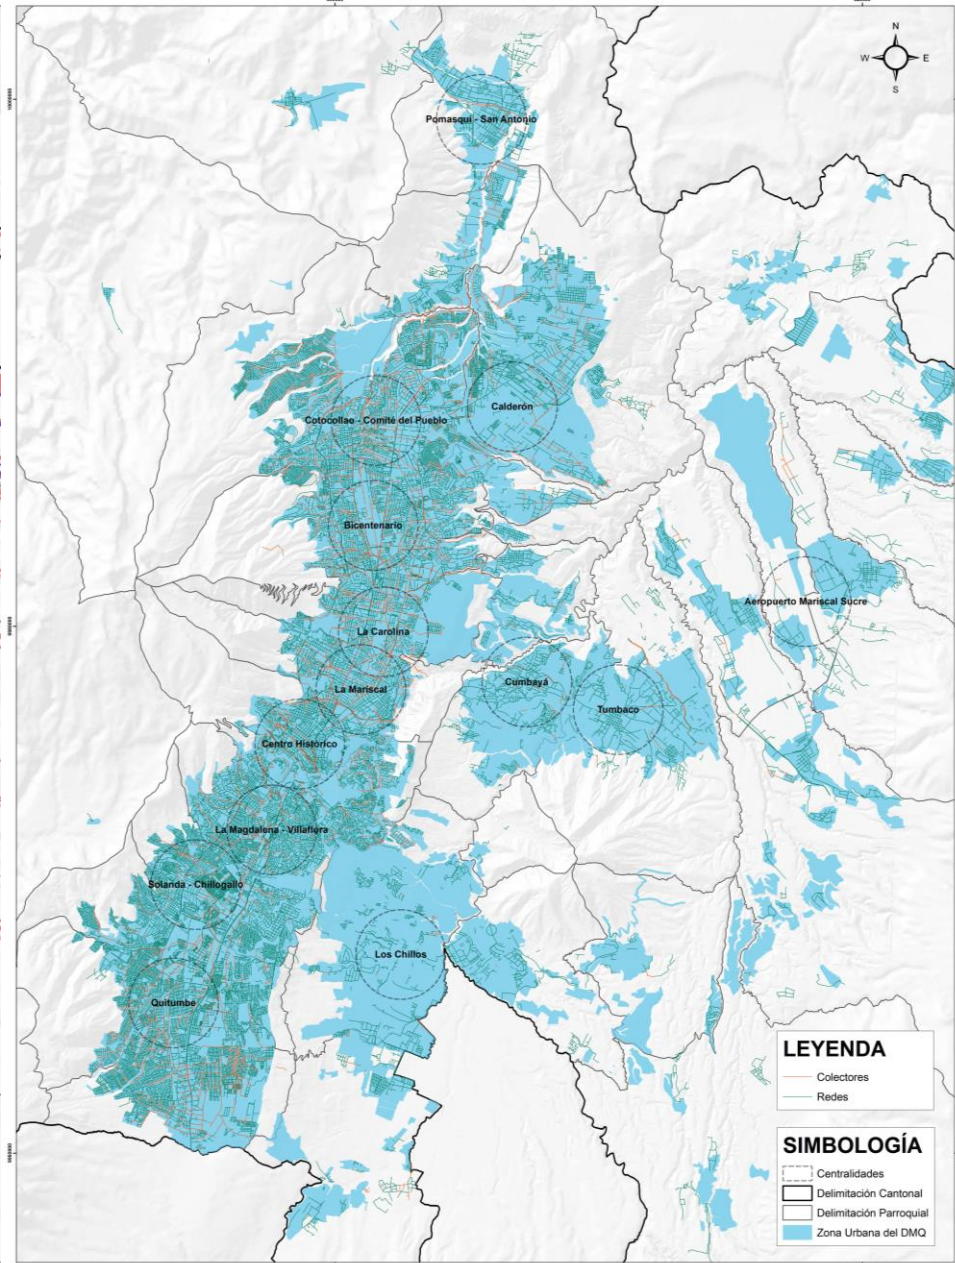 N
W
E
S
Pomasqui - San Antonio
Calderón
Cotocollao - Comité del Pueblo
Bicentenario
Aeropuerto Mariscal Sucre
La Carolina
Cumbayá
La Mariscal
Tumbaco
Centro Histórico
La Magdalena - Villaflora
Solanda - Chillogallo
Los Chillos
Quitumbe
LEYENDA
Colectores
Redes
SIMBOLOGÍA
Centralidades
Delimitación Cantonal
Delimitación Parroquial
Zona Urbana del DMQ